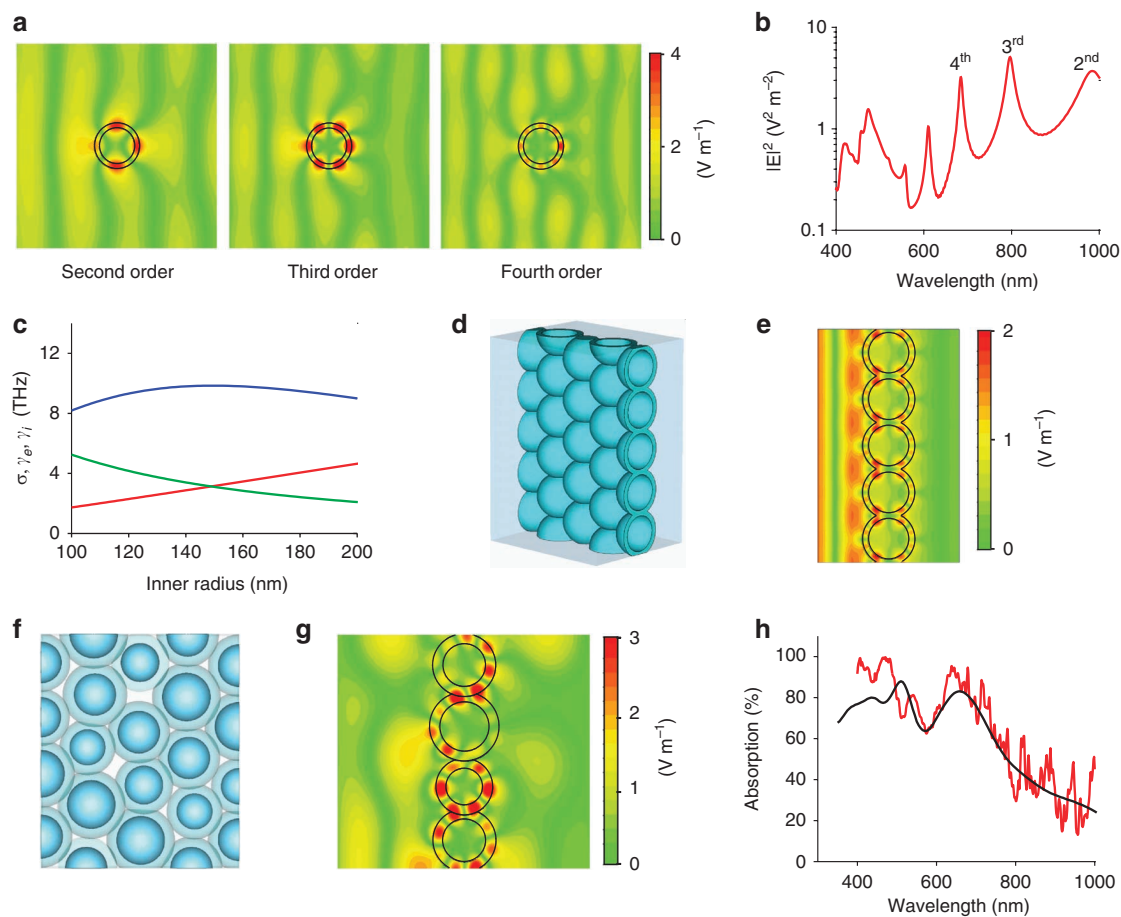 a
4
2
0
(V m⁻¹)
Second order
Third order
Fourth order
b
10
1
0.1
|E|² (V² m⁻²)
4ᵗʰ
3ʳᵈ
2ⁿᵈ
400
600
800
1000
Wavelength (nm)
c
12
8
4
0
σ, γₑ, γᵢ (THz)
100
120
140
160
180
200
Inner radius (nm)
d
e
2
1
0
(V m⁻¹)
f
g
3
2
1
0
(V m⁻¹)
h
100
80
60
40
20
0
Absorption (%)
400
600
800
1000
Wavelength (nm)